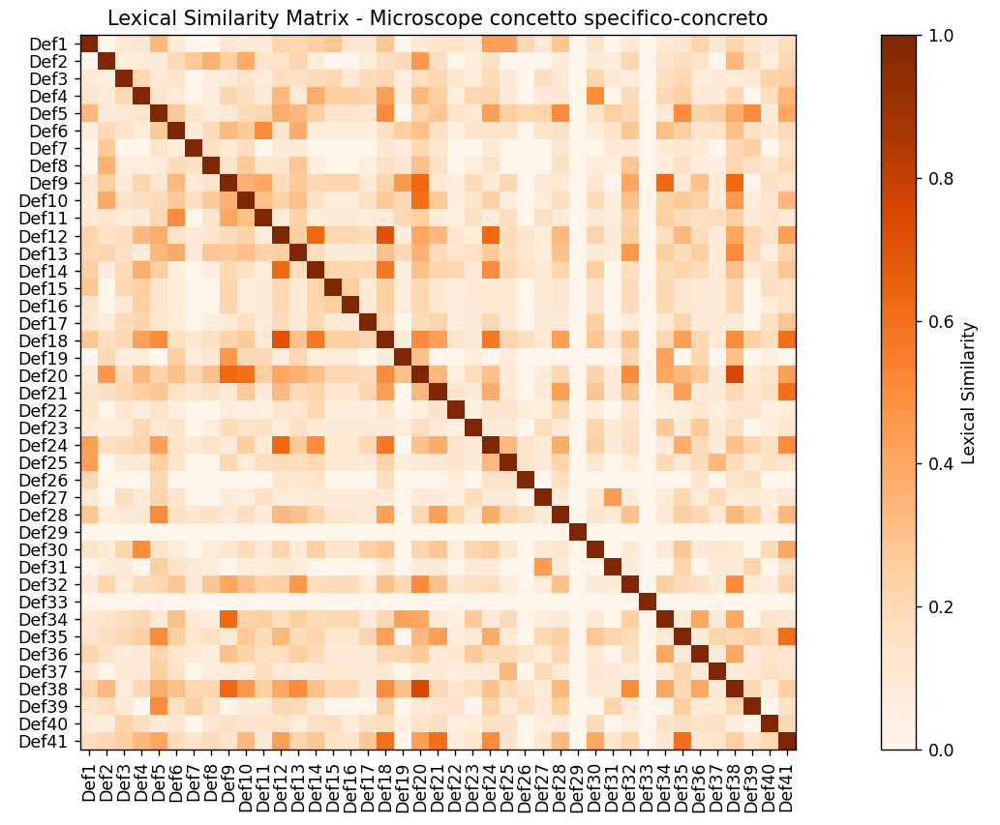 Lexical Similarity Matrix - Microscope concetto specifico-concreto
Def1
Def2
Def3
Def4
Def5
Def6
Def7
Def8
Def9
Def10
Def11
Def12
Def13
Def14
Def15
Def16
Def17
Def18
Def19
Def20
Def21
Def22
Def23
Def24
Def25
Def26
Def27
Def28
Def29
Def30
Def31
Def32
Def33
Def34
Def35
Def36
Def37
Def38
Def39
Def40
Def41
Def1 Def2 Def3 Def4 Def5 Def6 Def7 Def8 Def9 Def10 Def11 Def12 Def13 Def14 Def15 Def16 Def17 Def18 Def19 Def20 Def21 Def22 Def23 Def24 Def25 Def26 Def27 Def28 Def29 Def30 Def31 Def32 Def33 Def34 Def35 Def36 Def37 Def38 Def39 Def40 Def41
1.0
0.8
0.6
0.4
0.2
0.0
Lexical Similarity